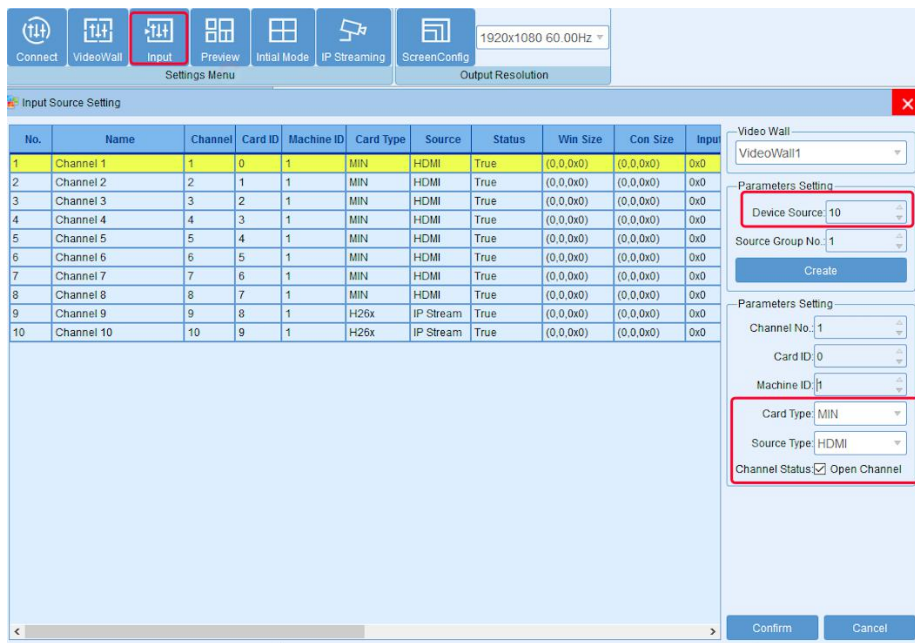 Connect VideoWall Input Preview Intial Mode IP Streaming ScreenConfig 1920x1080 60.00Hz
Settings Menu Output Resolution
Input Source Setting
No. Name Channel Card ID Machine ID Card Type Source Status Win Size Con Size Input
1 Channel 1 1 0 1 MIN HDMI True (0,0,0x0) (0,0,0x0) 0x0
2 Channel 2 2 1 1 MIN HDMI True (0,0,0x0) (0,0,0x0) 0x0
3 Channel 3 3 2 1 MIN HDMI True (0,0,0x0) (0,0,0x0) 0x0
4 Channel 4 4 3 1 MIN HDMI True (0,0,0x0) (0,0,0x0) 0x0
5 Channel 5 5 4 1 MIN HDMI True (0,0,0x0) (0,0,0x0) 0x0
6 Channel 6 6 5 1 MIN HDMI True (0,0,0x0) (0,0,0x0) 0x0
7 Channel 7 7 6 1 MIN HDMI True (0,0,0x0) (0,0,0x0) 0x0
8 Channel 8 8 7 1 MIN HDMI True (0,0,0x0) (0,0,0x0) 0x0
9 Channel 9 9 8 1 H26x IP Stream True (0,0,0x0) (0,0,0x0) 0x0
10 Channel 10 10 9 1 H26x IP Stream True (0,0,0x0) (0,0,0x0) 0x0
Video Wall
VideoWall1
Parameters Setting
Device Source: 10
Source Group No.: 1
Create
Parameters Setting
Channel No.: 1
Card ID: 0
Machine ID: 1
Card Type: MIN
Source Type: HDMI
Channel Status: Open Channel
Confirm Cancel